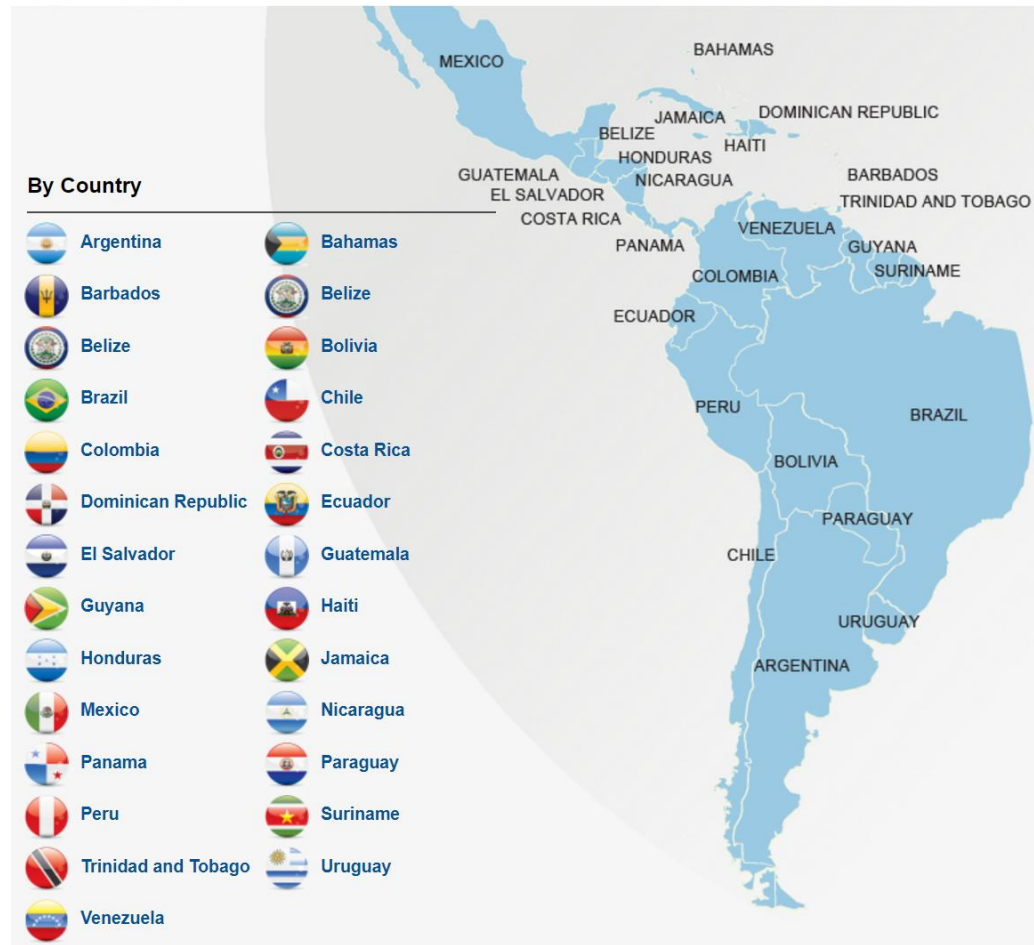 MEXICO
BAHAMAS
JAMAICA
DOMINICAN REPUBLIC
BELIZE
HAITI
HONDURAS
GUATEMALA
NICARAGUA
BARBADOS
EL SALVADOR
TRINIDAD AND TOBAGO
COSTA RICA
VENEZUELA
PANAMA
GUYANA
COLOMBIA
SURINAME
ECUADOR
PERU
BRAZIL
BOLIVIA
PARAGUAY
CHILE
URUGUAY
ARGENTINA
By Country
Argentina
Bahamas
Barbados
Belize
Belize
Bolivia
Brazil
Chile
Colombia
Costa Rica
Dominican Republic
Ecuador
El Salvador
Guatemala
Guyana
Haiti
Honduras
Jamaica
Mexico
Nicaragua
Panama
Paraguay
Peru
Suriname
Trinidad and Tobago
Uruguay
Venezuela